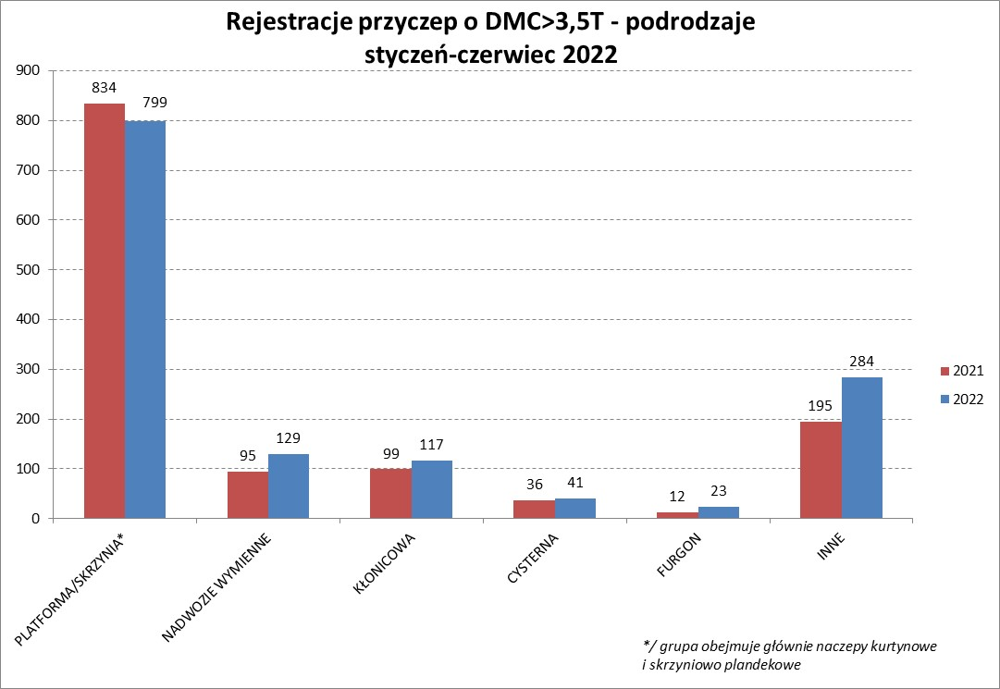 Rejestracje przyczep o DMC>3,5T - podrodzaje
styczeń-czerwiec 2022
900
800
700
600
500
400
300
200
100
0
834
799
95
129
99
117
36
41
12
23
195
284
PLATFORMA/SKRZYNIA*
NADWOZIE WYMIENNE
KŁONICOWA
CYSTERNA
FURGON
INNE
2021
2022
*/ grupa obejmuje głównie naczepy kurtynowe
i skrzyniowo plandekowe